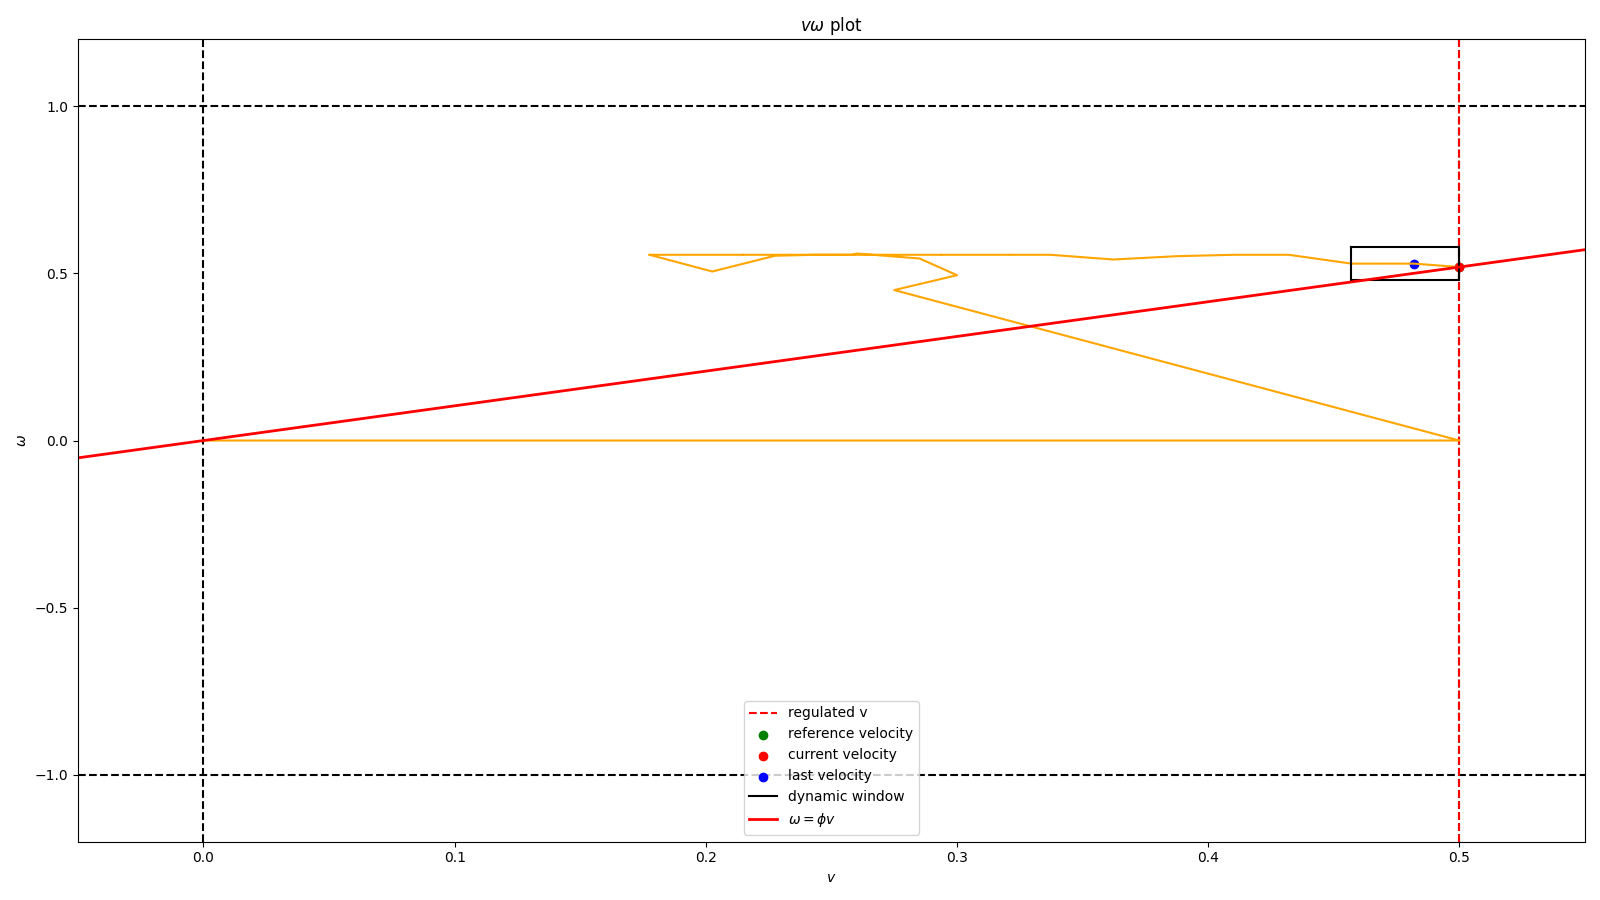 vω plot
1.0
0.5
0.0
−0.5
−1.0
ω
0.0 0.1 0.2 0.3 0.4 0.5
v
regulated v
reference velocity
current velocity
last velocity
dynamic window
ω = ϕv